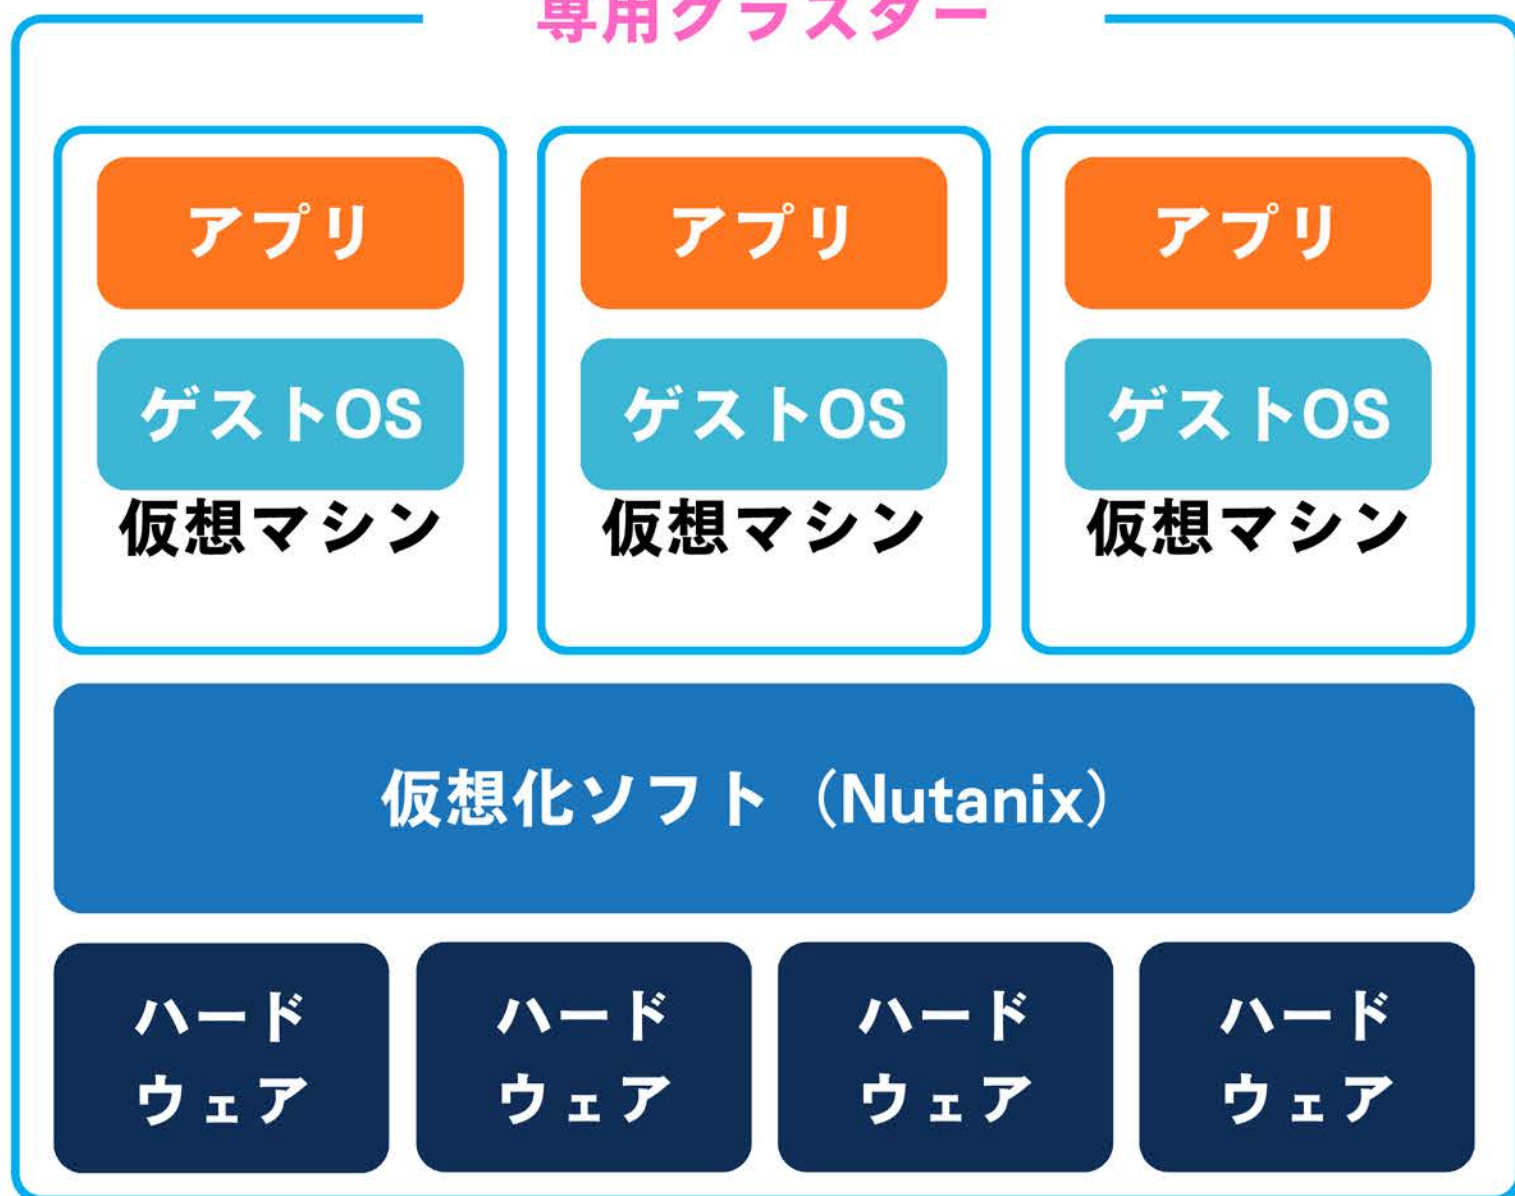 専用クラスター
アプリ
アプリ
アプリ
ゲストOS
ゲストOS
ゲストOS
仮想マシン
仮想マシン
仮想マシン
仮想化ソフト（Nutanix）
ハード
ウェア
ハード
ウェア
ハード
ウェア
ハード
ウェア